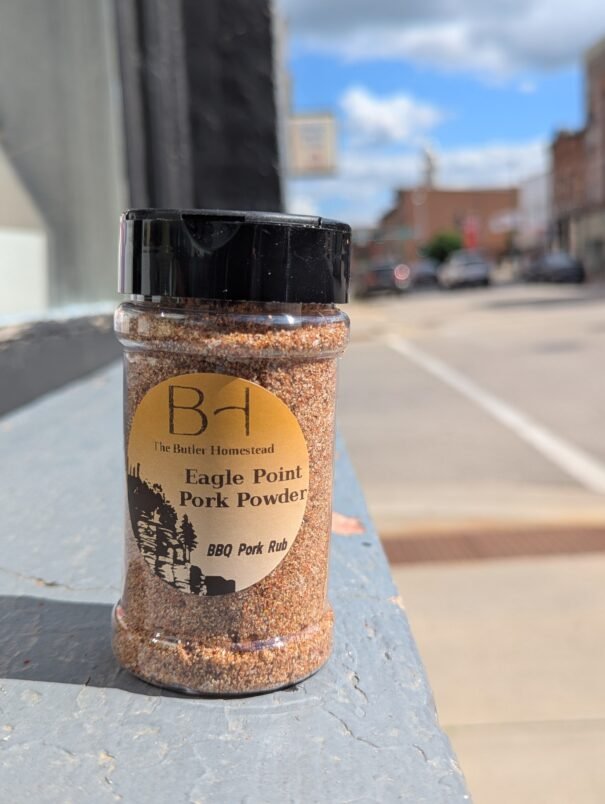 BH
The Butler Homestead
Eagle Point
Pork Powder
BBQ Pork Rub